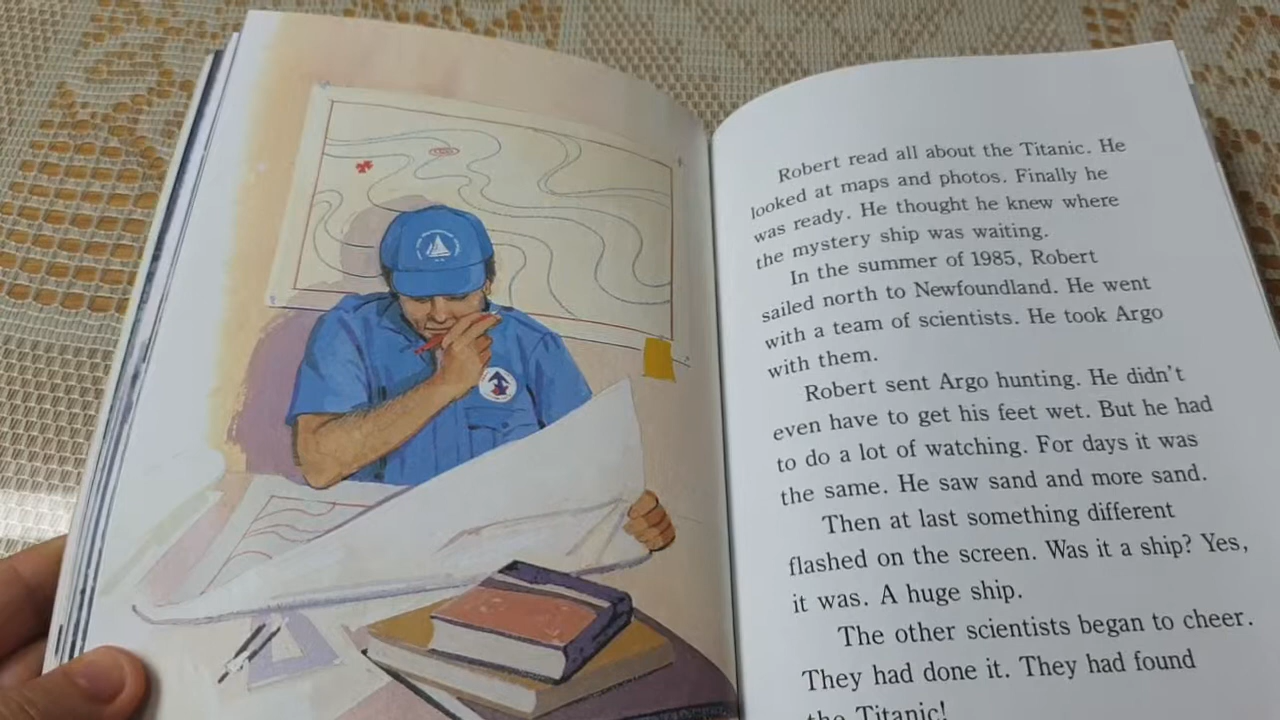 Robert read all about the Titanic. He
looked at maps and photos. Finally he
was ready. He thought he knew where
the mystery ship was waiting.
In the summer of 1985, Robert
sailed north to Newfoundland. He went
with a team of scientists. He took Argo
with them.
Robert sent Argo hunting. He didn't
even have to get his feet wet. But he had
to do a lot of watching. For days it was
the same. He saw sand and more sand.
Then at last something different
flashed on the screen. Was it a ship? Yes,
it was. A huge ship.
The other scientists began to cheer.
They had done it. They had found
the Titanic!